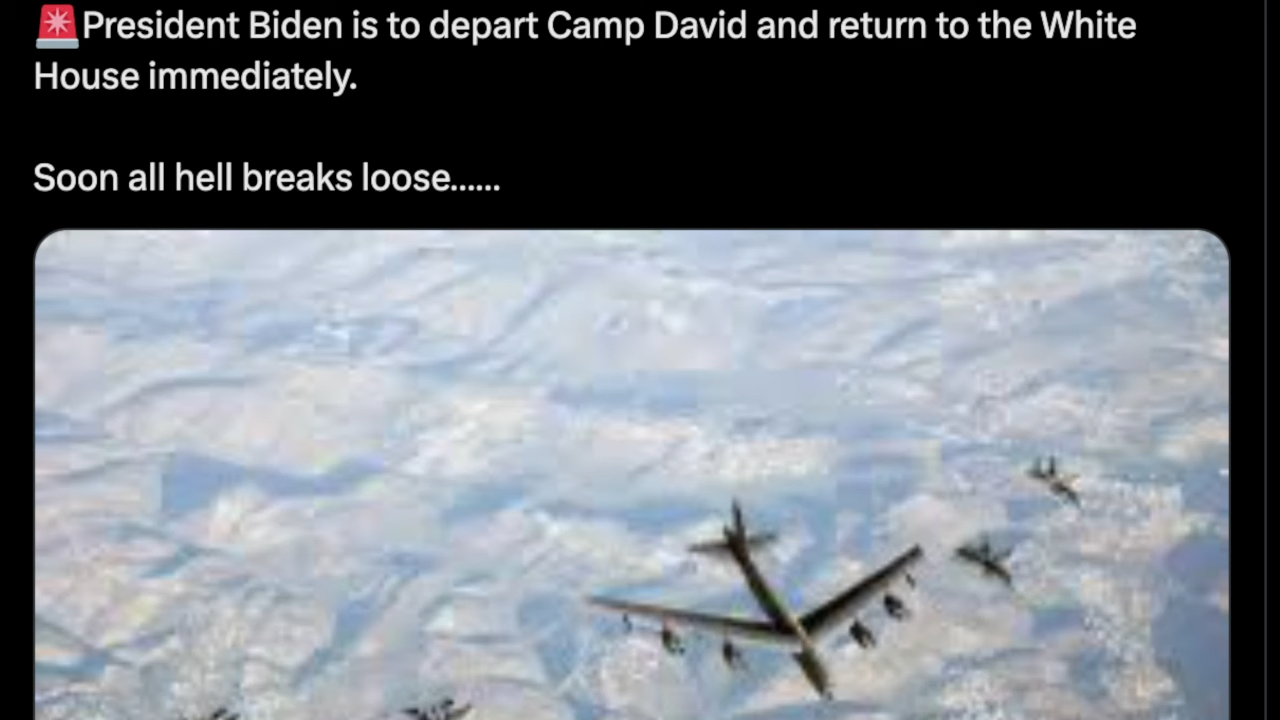 🚨President Biden is to depart Camp David and return to the White
House immediately.
Soon all hell breaks loose......